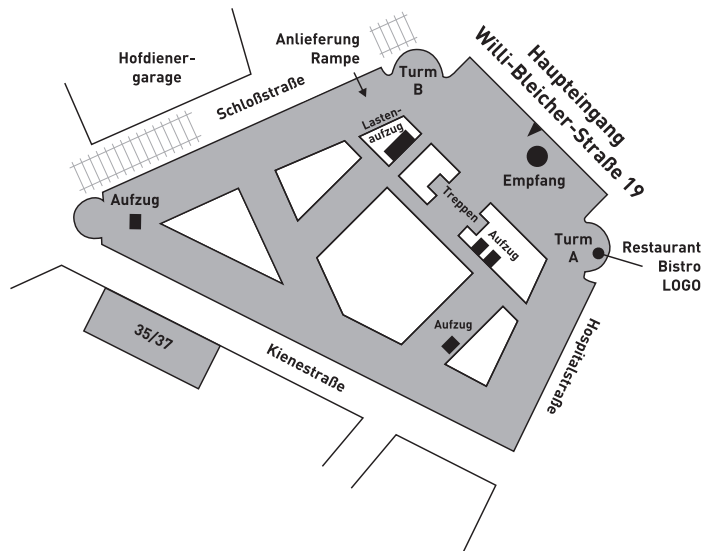 Hofdiener-
garage
Anlieferung
Rampe
Schloßstraße
Turm
B
Haupteingang
Willi-Bleicher-Straße 19
Lasten-
aufzug
Empfang
Treppen
Aufzug
Aufzug
Turm
A
Restaurant
Bistro
LOGO
Aufzug
35/37
Kienestraße
Hospitalstraße